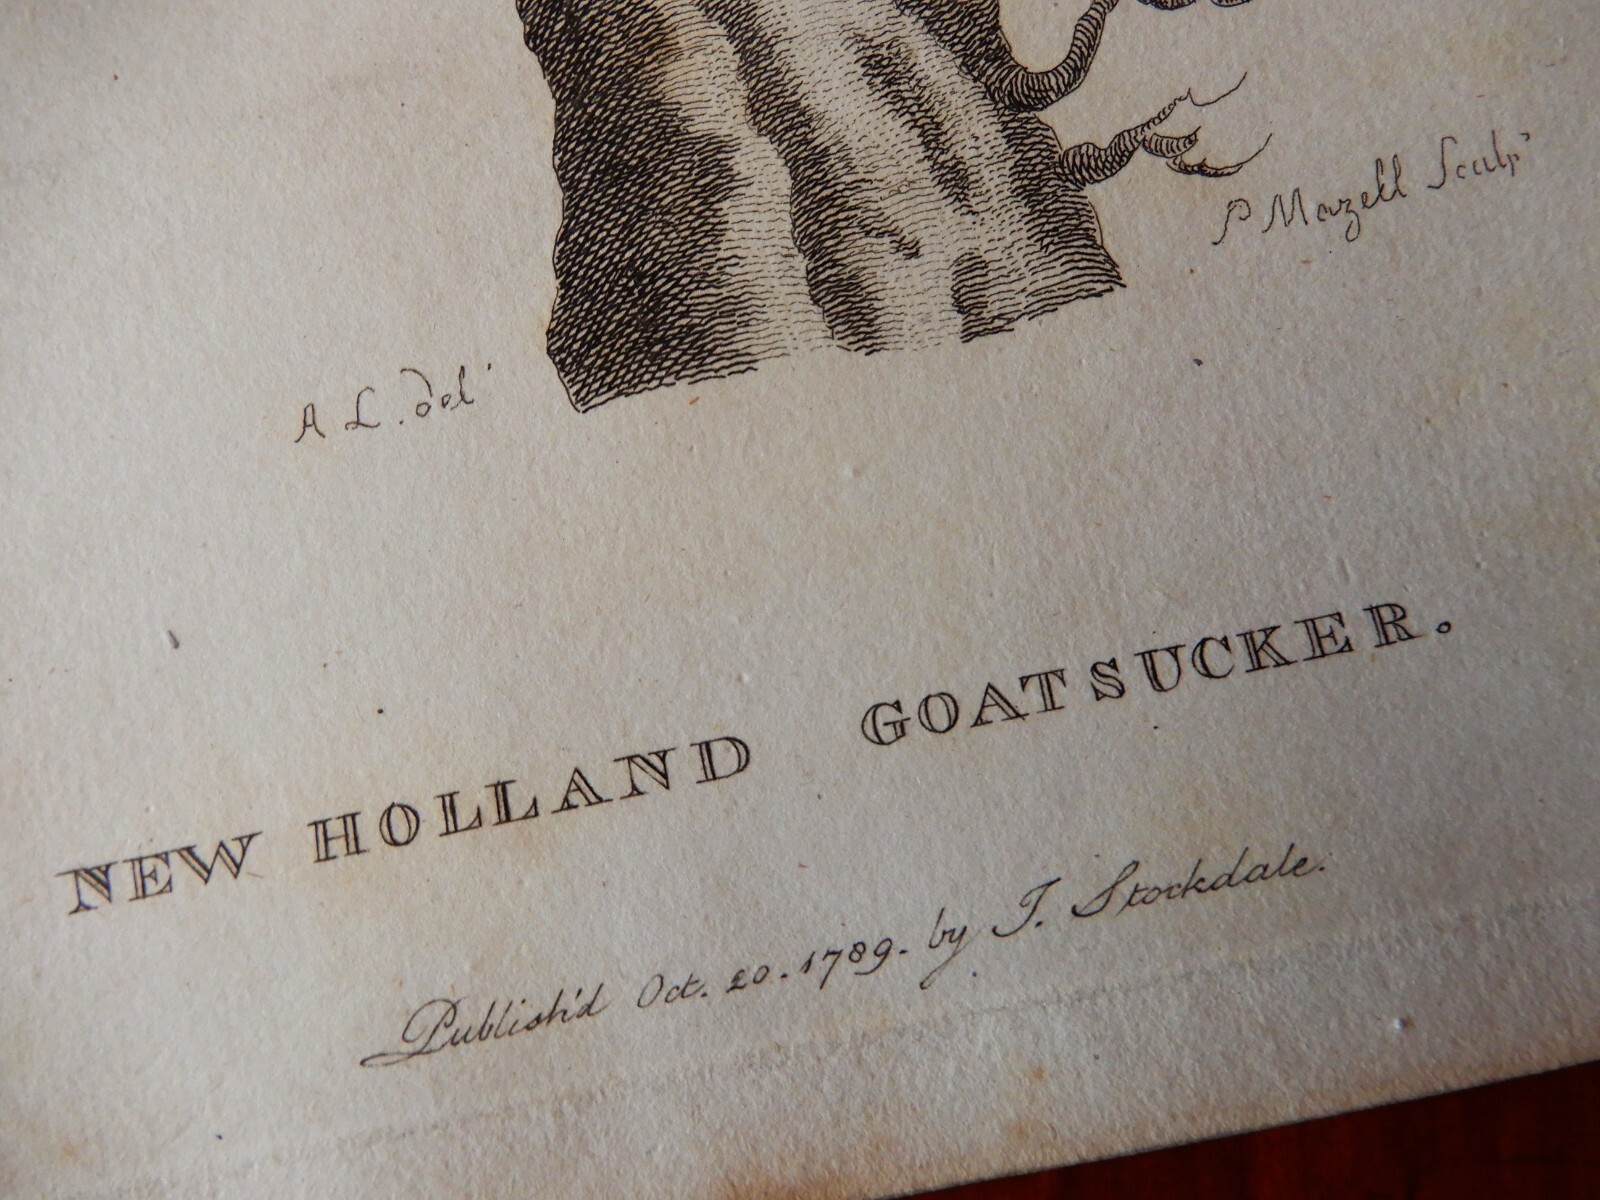 P Mazell Sculp'
A L. del'
NEW HOLLAND GOATSUCKER.
Publish'd Oct. 20. 1789. by J. Stockdale.